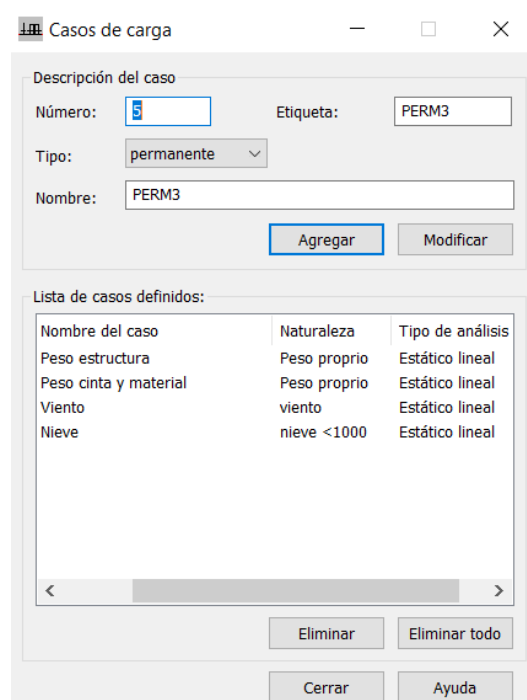 Casos de carga
Descripción del caso
Número: 5 Etiqueta: PERM3
Tipo: permanente
Nombre: PERM3
Agregar Modificar
Lista de casos definidos:
Nombre del caso Naturaleza Tipo de análisis
Peso estructura Peso proprio Estático lineal
Peso cinta y material Peso proprio Estático lineal
Viento viento Estático lineal
Nieve nieve <1000 Estático lineal
Eliminar Eliminar todo
Cerrar Ayuda